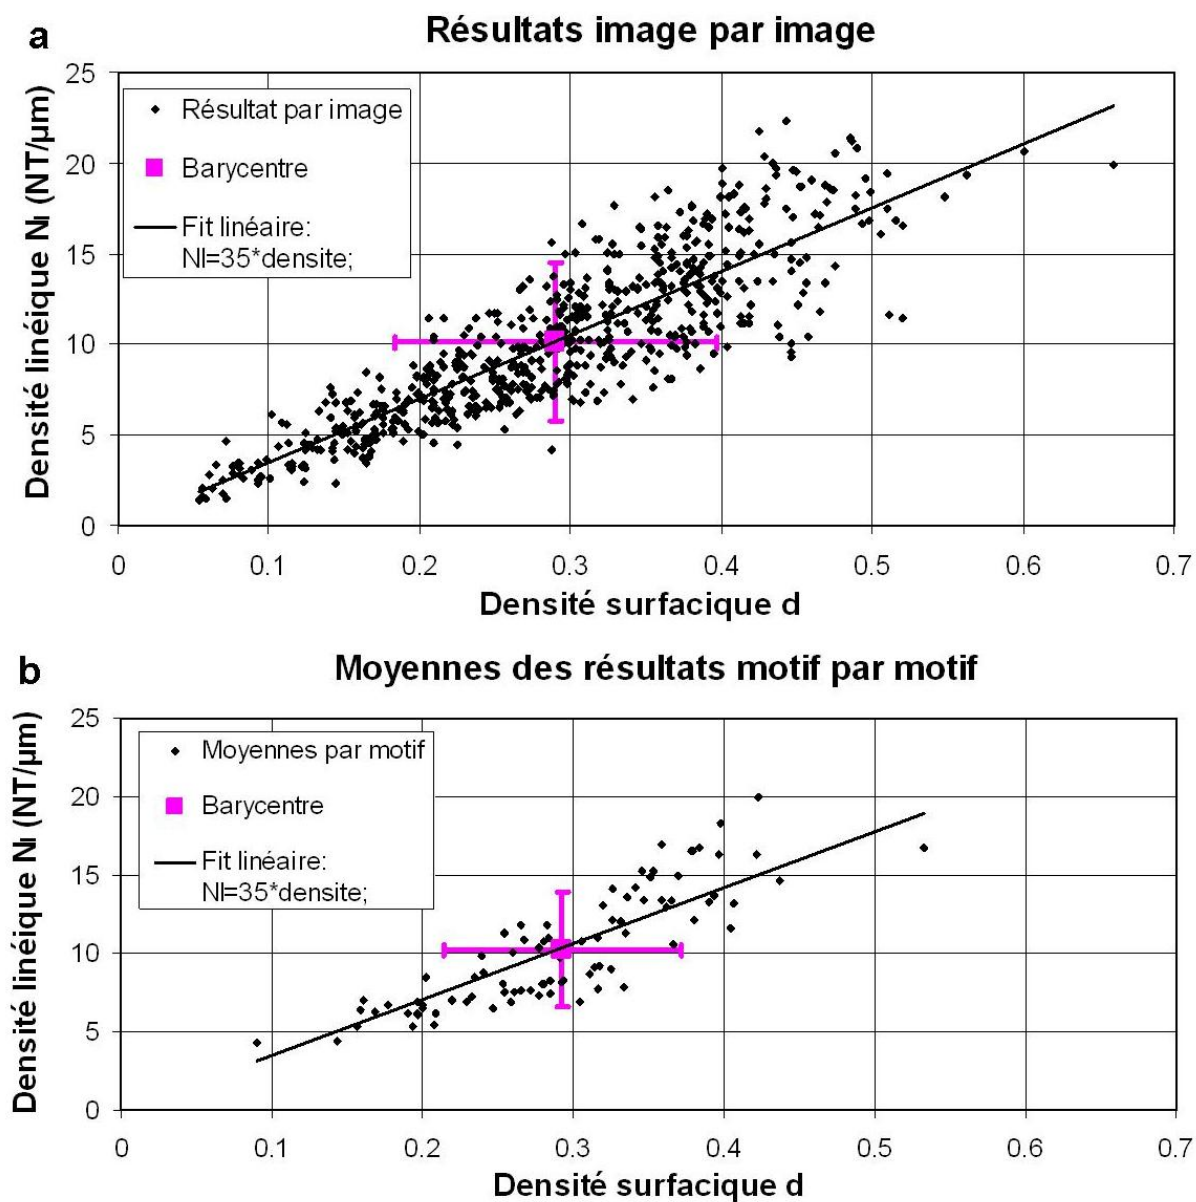 a
Résultats image par image
Densité linéique Nl (NT/µm)
25
20
15
10
5
0
Résultat par image
Barycentre
Fit linéaire:
Nl=35*densite;
0 0.1 0.2 0.3 0.4 0.5 0.6 0.7
Densité surfacique d
b
Moyennes des résultats motif par motif
Densité linéique Nl (NT/µm)
25
20
15
10
5
0
Moyennes par motif
Barycentre
Fit linéaire:
Nl=35*densite;
0 0.1 0.2 0.3 0.4 0.5 0.6 0.7
Densité surfacique d